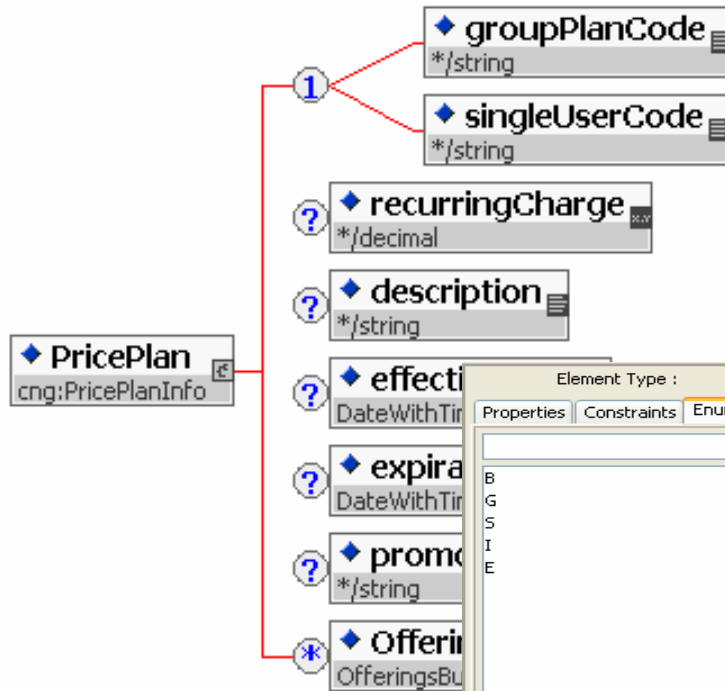 groupPlanCode
*/string
1
singleUserCode
*/string
?
recurringCharge
x.y
*/decimal
?
description
*/string
PricePlan
cng:PricePlanInfo
?
effecti
DateWithTi
Element Type :
Properties Constraints Enu
?
expira
DateWithTi
B
G
S
I
E
?
promo
*/string
*
Offerin
OfferingsBu